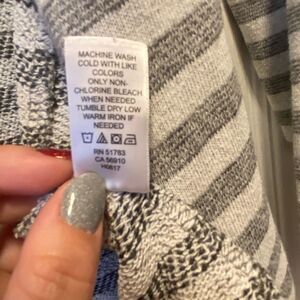 MACHINE WASH
COLD WITH LIKE
COLORS
ONLY NON-
CHLORINE BLEACH
WHEN NEEDED
TUMBLE DRY LOW
WARM IRON IF
NEEDED
RN 51783
CA 56910
H0817